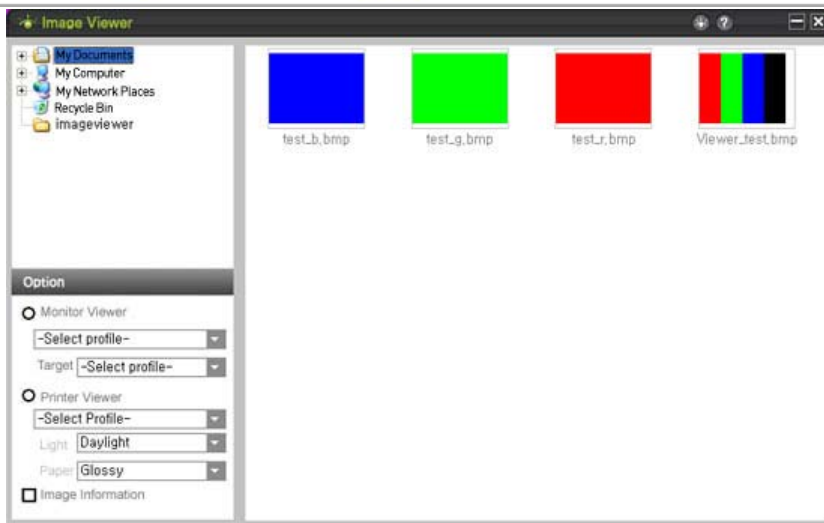 Image Viewer
My Documents
My Computer
My Network Places
Recycle Bin
imageviewer
test_b.bmp
test_g.bmp
test_r.bmp
Viewer_test.bmp
Option
Monitor Viewer
-Select profile-
Target -Select profile-
Printer Viewer
-Select Profile-
Light Daylight
Paper Glossy
Image Information